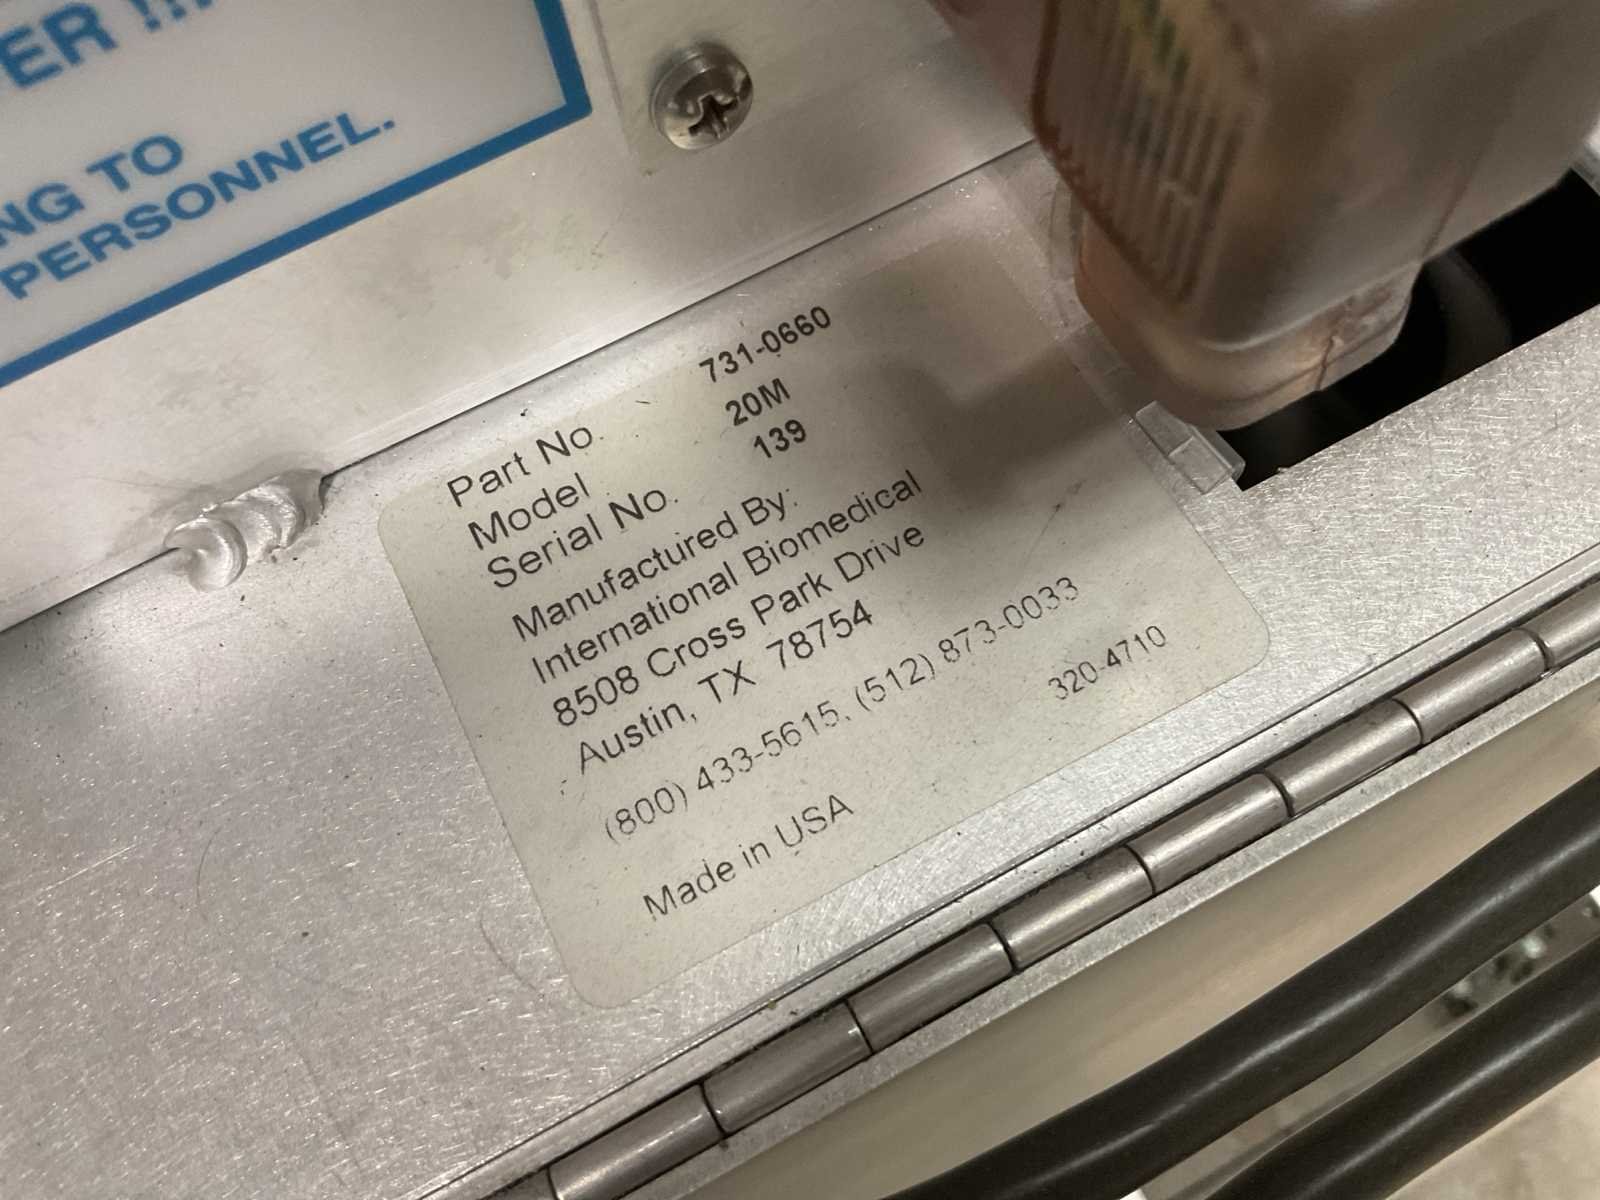 ER !!!
NG TO
PERSONNEL.
Part No. 731-0660
Model 20M
Serial No. 139
Manufactured By:
International Biomedical
8508 Cross Park Drive
Austin, TX 78754
(800) 433-5615, (512) 873-0033
320-4710
Made in USA